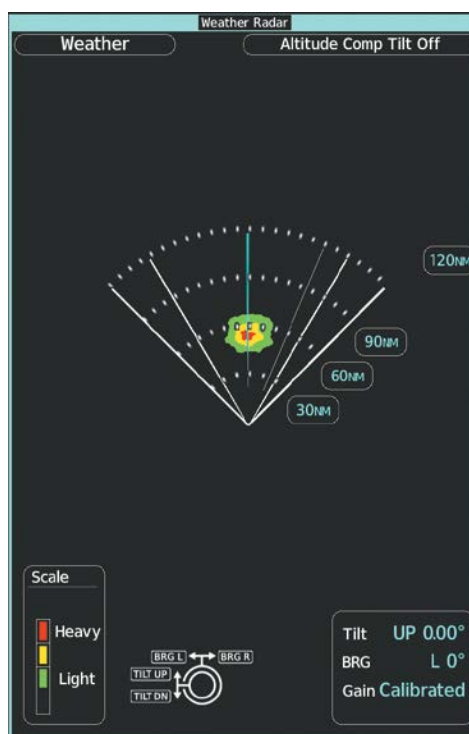 Weather Radar
Weather
Altitude Comp Tilt Off
120NM
90NM
60NM
30NM
Scale
Heavy
Light
BRG L
BRG R
TILT UP
TILT DN
Tilt UP 0.00°
BRG L 0°
Gain Calibrated